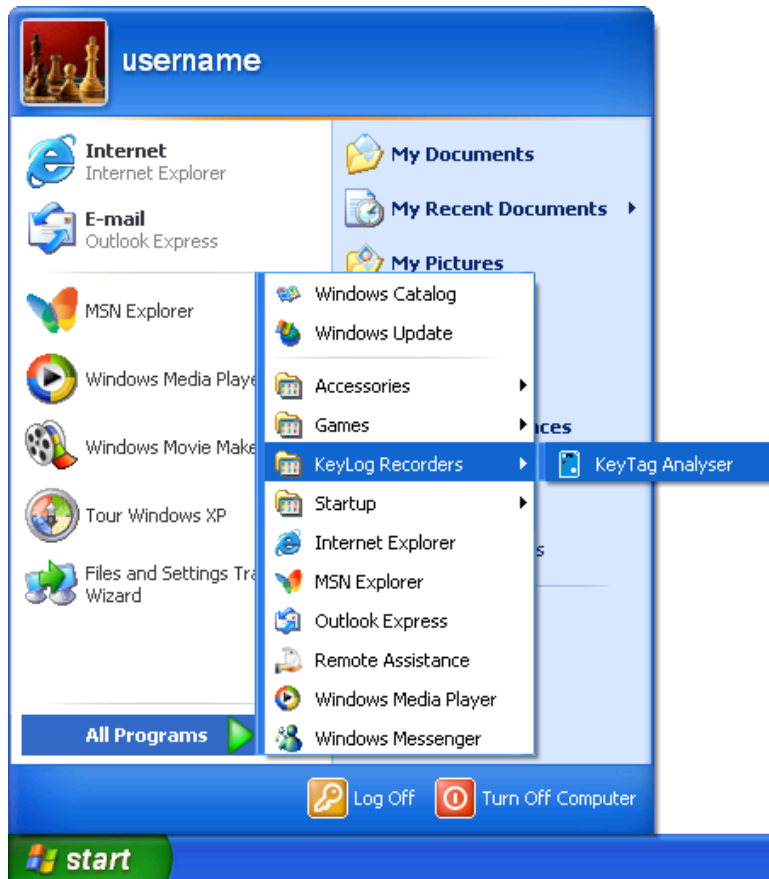 username
Internet
Internet Explorer
E-mail
Outlook Express
MSN Explorer
Windows Media Playe
Windows Movie Make
Tour Windows XP
Files and Settings Tra
Wizard
All Programs
My Documents
My Recent Documents
My Pictures
Windows Catalog
Windows Update
Accessories
Games
KeyLog Recorders
Startup
Internet Explorer
MSN Explorer
Outlook Express
Remote Assistance
Windows Media Player
Windows Messenger
KeyTag Analyser
Log Off
Turn Off Computer
start